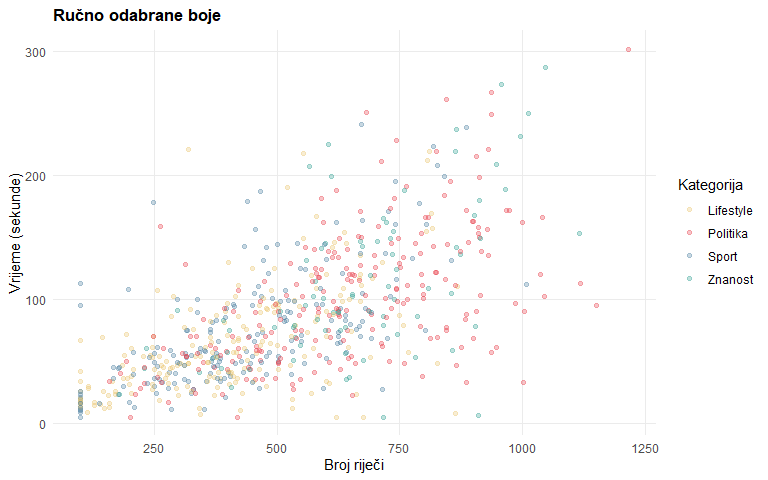 Ručno odabrane boje
Vrijeme (sekunde)
300
200
100
0
250
500
750
1000
1250
Broj riječi
Kategorija
Lifestyle
Politika
Sport
Znanost